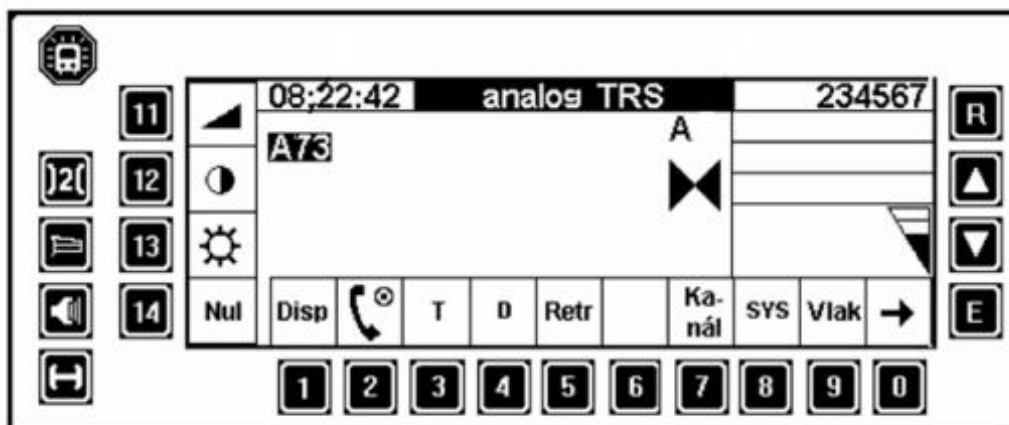 11
08;22:42 analog TRS 234567
R
A73
A
)2( 12
13
14 Nul Disp T D Retr Ka-
nál SYS Vlak → E
1 2 3 4 5 6 7 8 9 0